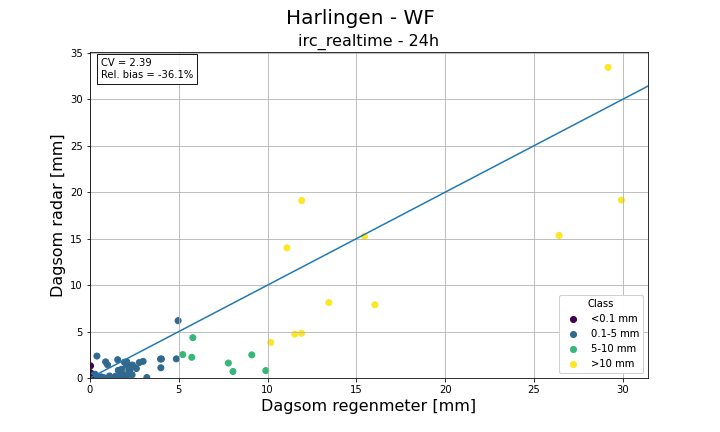 Harlingen - WF
irc_realtime - 24h
CV = 2.39
Rel. bias = -36.1%
Dagsom radar [mm]
35
30
25
20
15
10
5
0
0 5 10 15 20 25 30
Dagsom regenmeter [mm]
Class
<0.1 mm
0.1-5 mm
5-10 mm
>10 mm